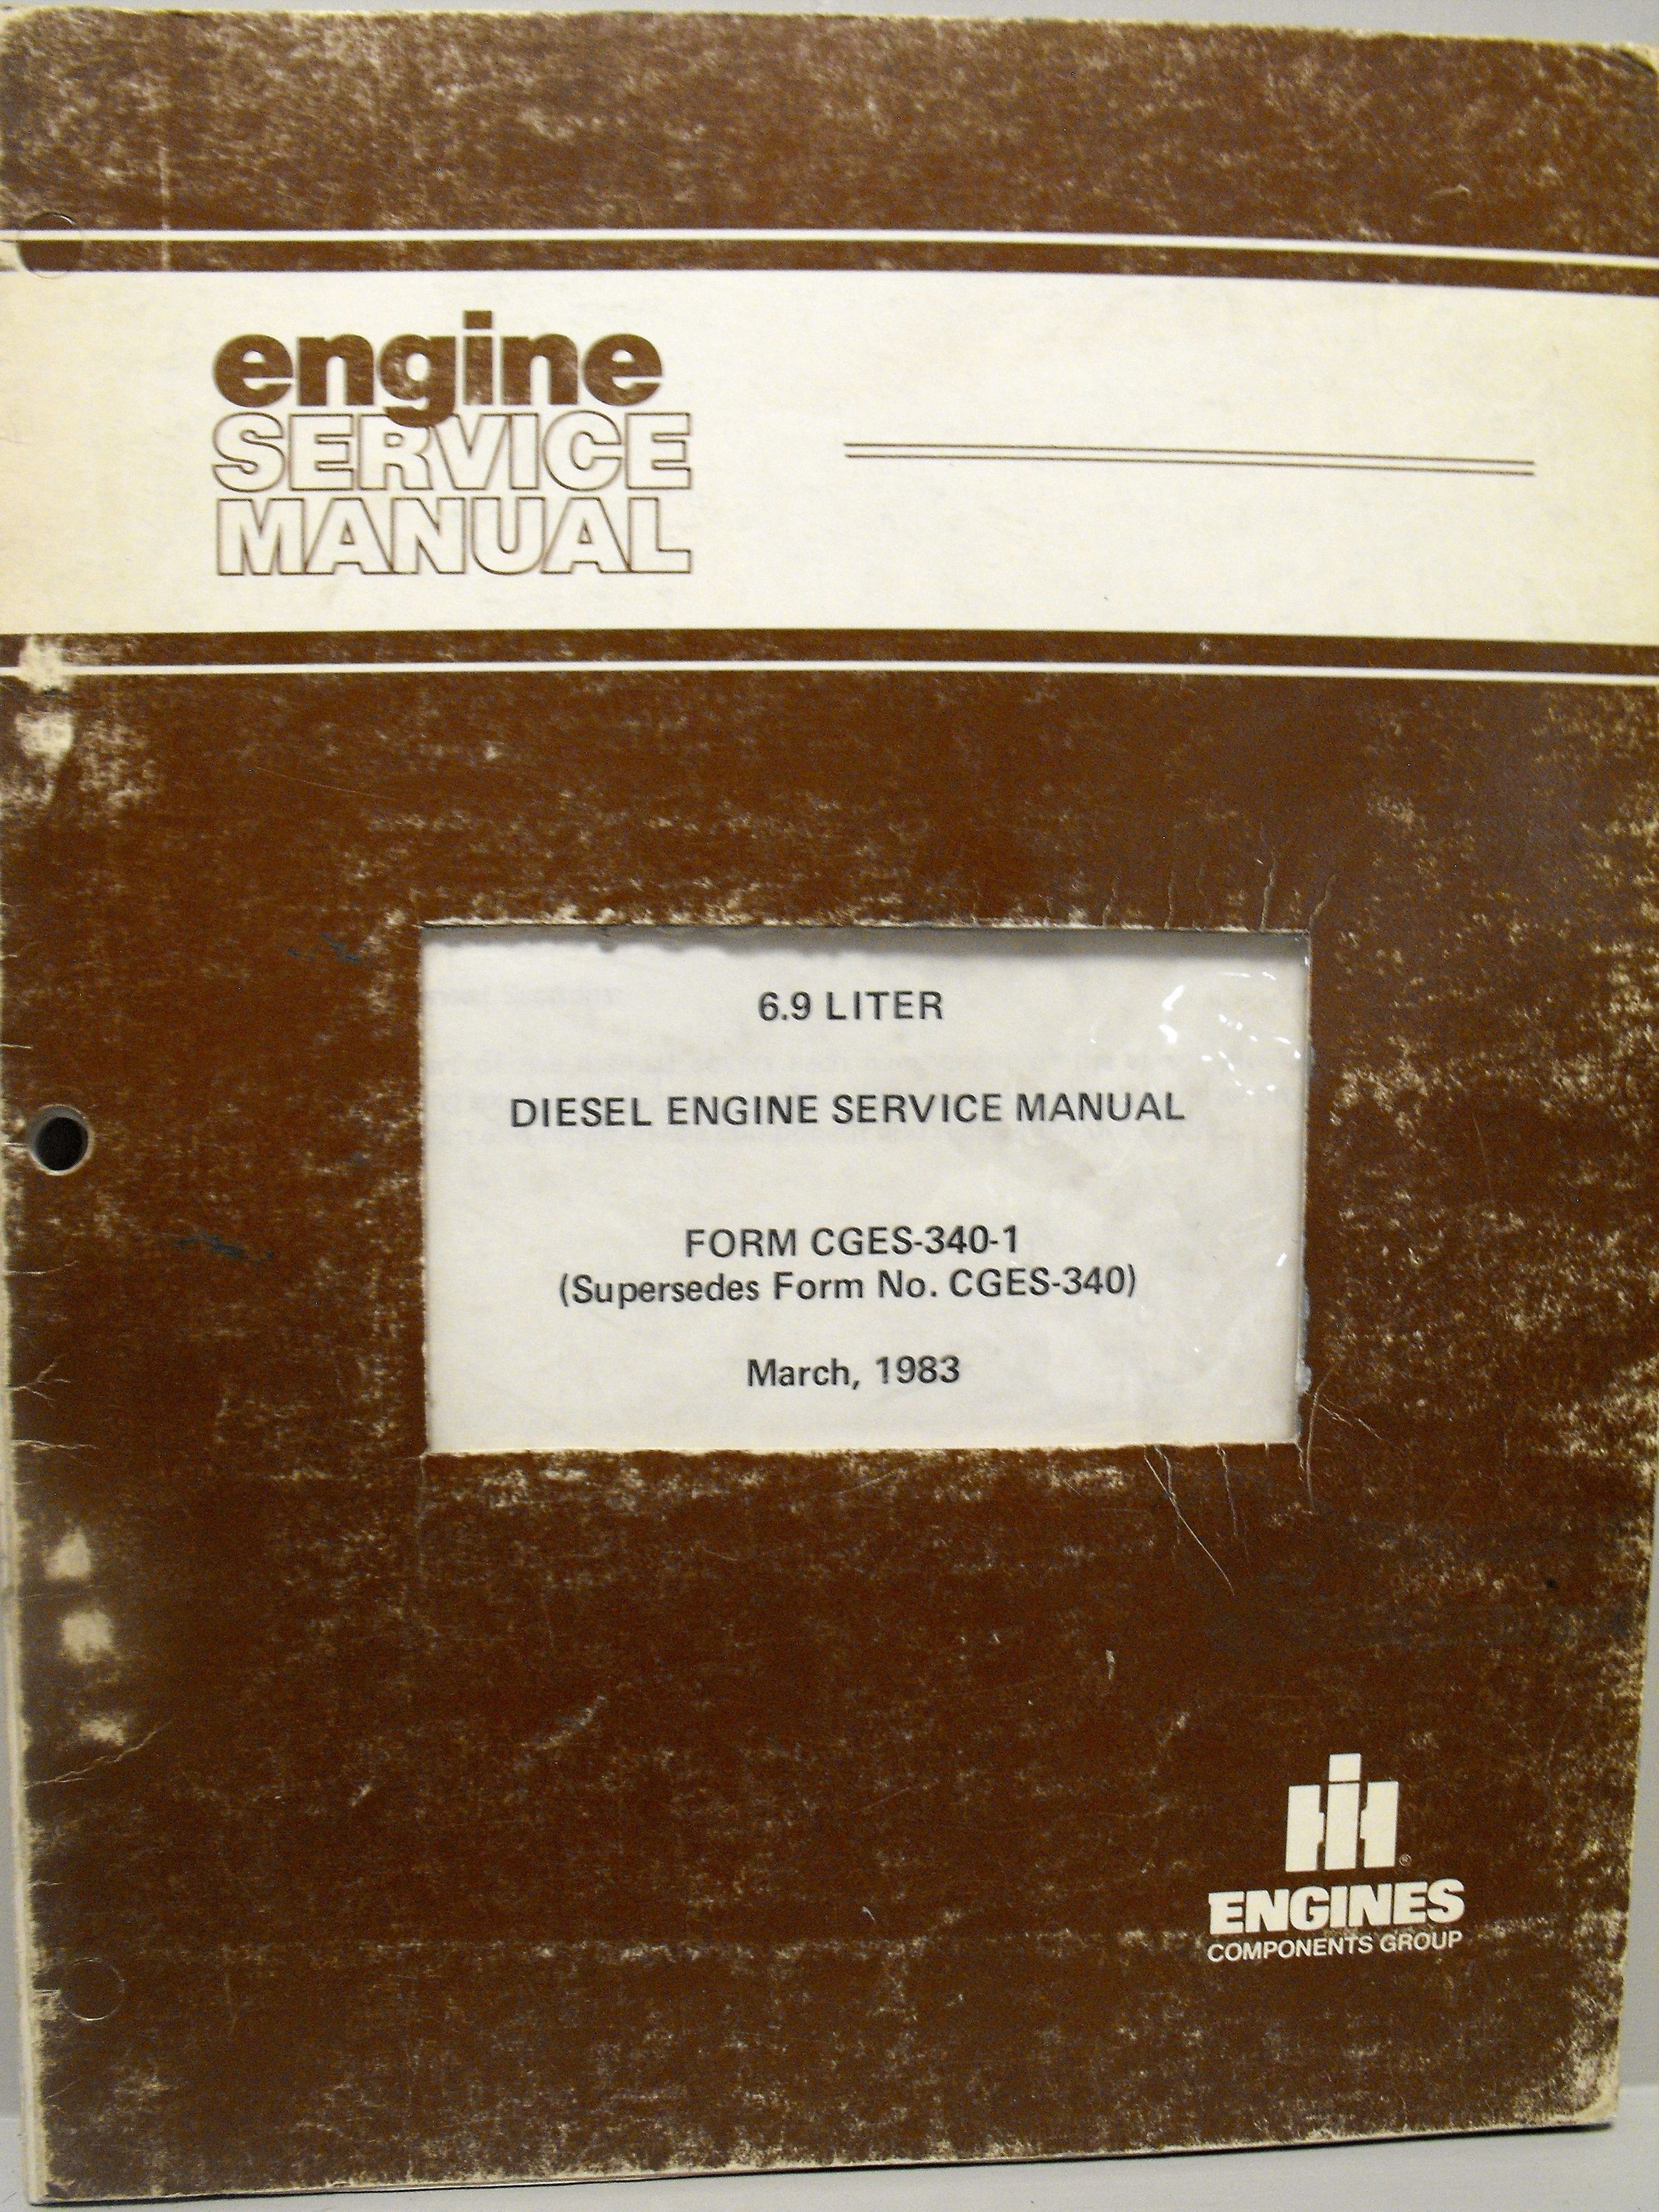 engine
SERVICE
MANUAL
6.9 LITER
DIESEL ENGINE SERVICE MANUAL
FORM CGES-340-1
(Supersedes Form No. CGES-340)
March, 1983
IH®
ENGINES
COMPONENTS GROUP